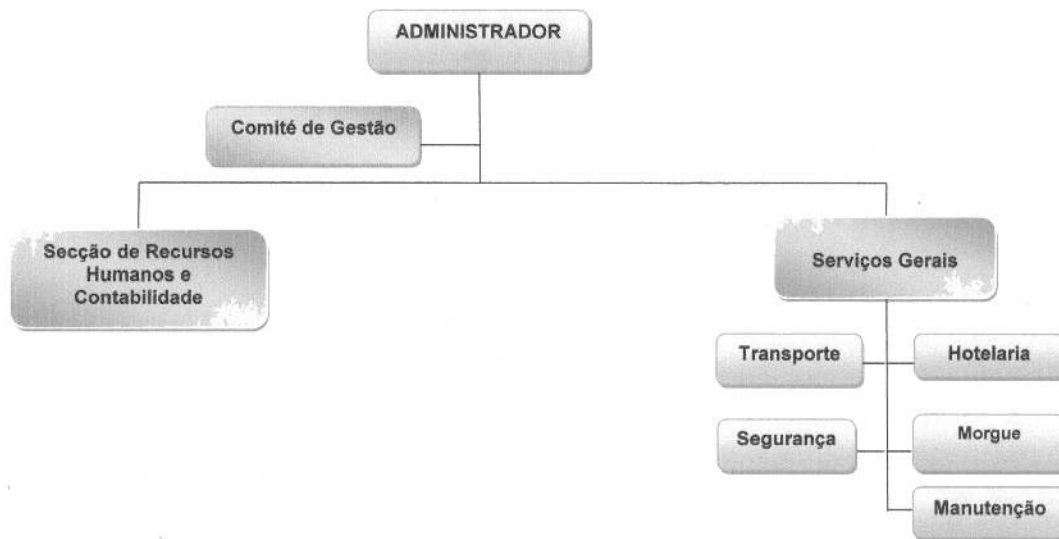 ADMINISTRADOR
Comité de Gestão
Secção de Recursos
Humanos e
Contabilidade
Serviços Gerais
Transporte
Hotelaria
Segurança
Morgue
Manutenção